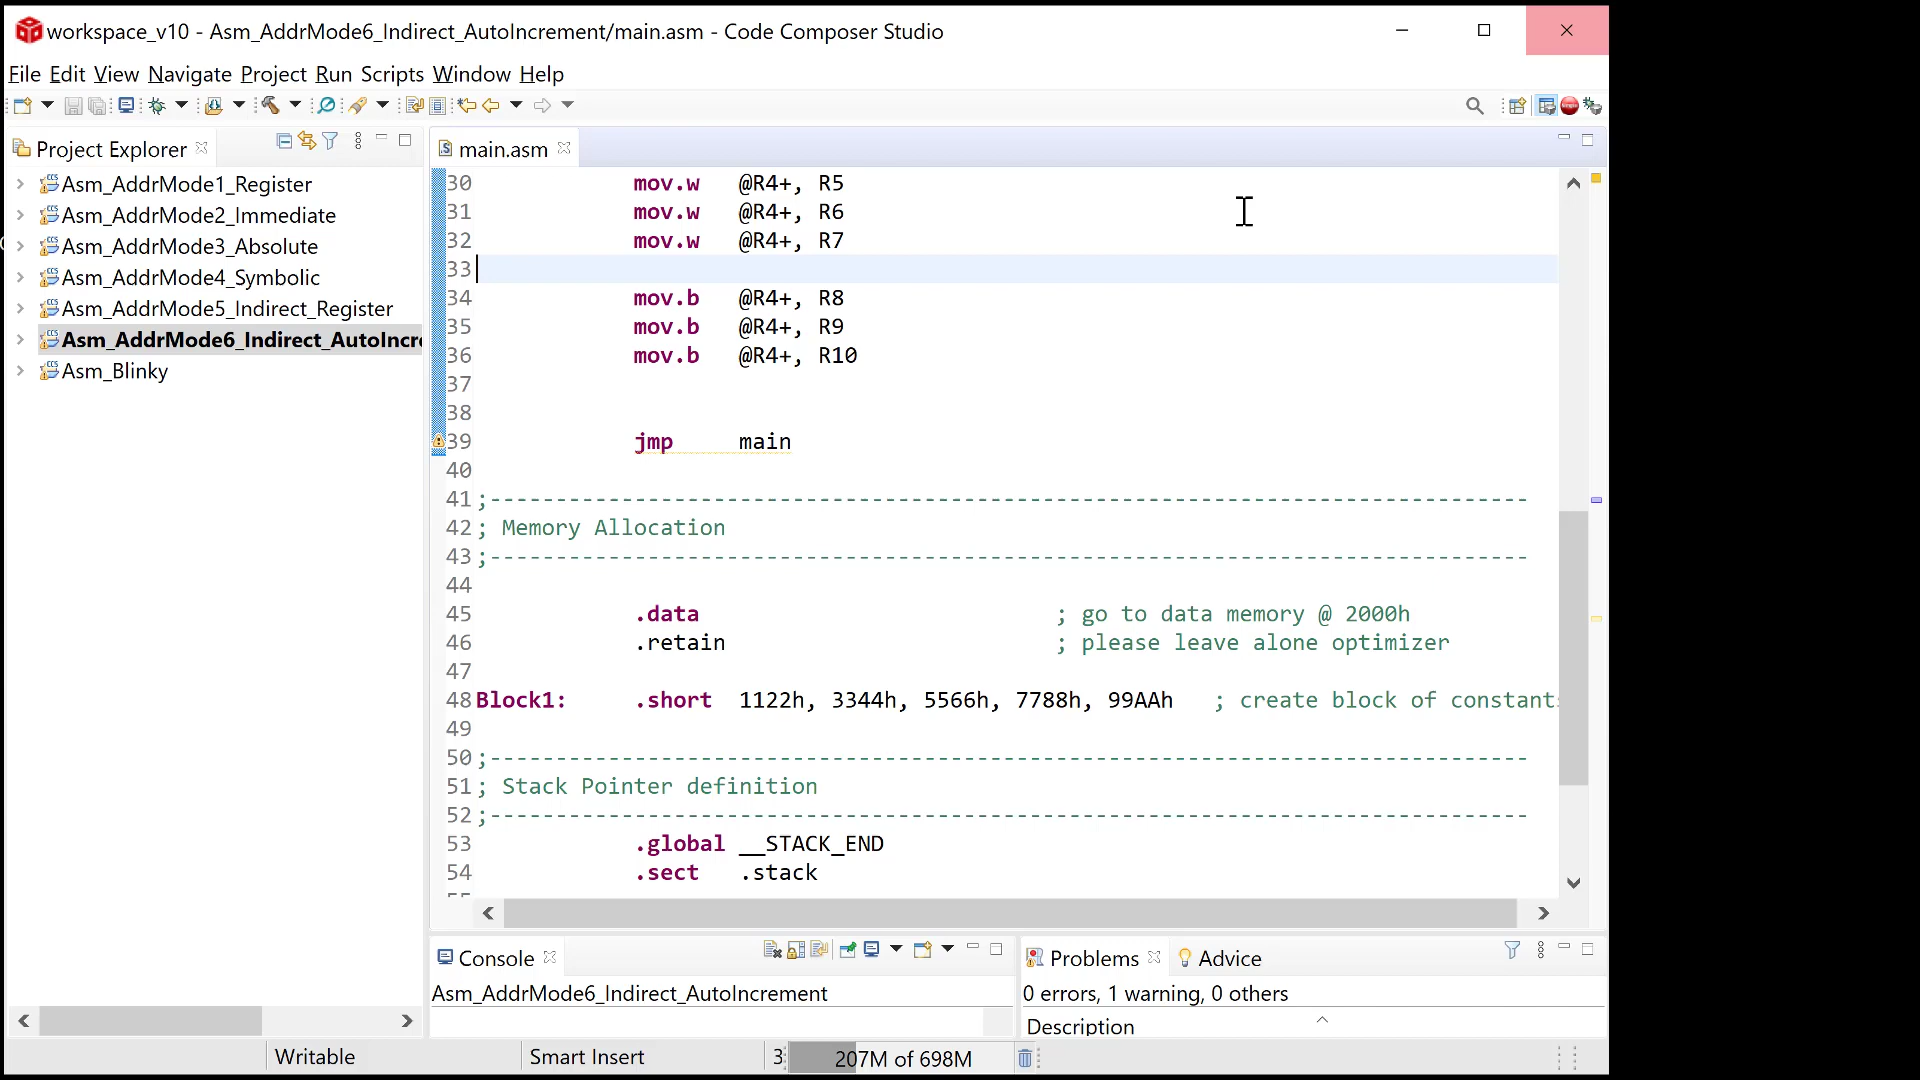 workspace_v10 - Asm_AddrMode6_Indirect_AutoIncrement/main.asm - Code Composer Studio
File Edit View Navigate Project Run Scripts Window Help
Project Explorer
Asm_AddrMode1_Register
Asm_AddrMode2_Immediate
Asm_AddrMode3_Absolute
Asm_AddrMode4_Symbolic
Asm_AddrMode5_Indirect_Register
Asm_AddrMode6_Indirect_AutoIncre
Asm_Blinky
main.asm
30 mov.w @R4+, R5
31 mov.w @R4+, R6
32 mov.w @R4+, R7
33
34 mov.b @R4+, R8
35 mov.b @R4+, R9
36 mov.b @R4+, R10
37
38
39 jmp main
40
41 ;-------------------------------------------------------------------------------
42 ; Memory Allocation
43 ;-------------------------------------------------------------------------------
44
45 .data ; go to data memory @ 2000h
46 .retain ; please leave alone optimizer
47
48 Block1: .short 1122h, 3344h, 5566h, 7788h, 99AAh ; create block of constants
49
50 ;-------------------------------------------------------------------------------
51 ; Stack Pointer definition
52 ;-------------------------------------------------------------------------------
53 .global __STACK_END
54 .sect .stack
Console
Asm_AddrMode6_Indirect_AutoIncrement
Problems Advice
0 errors, 1 warning, 0 others
Description
Writable Smart Insert 3 207M of 698M